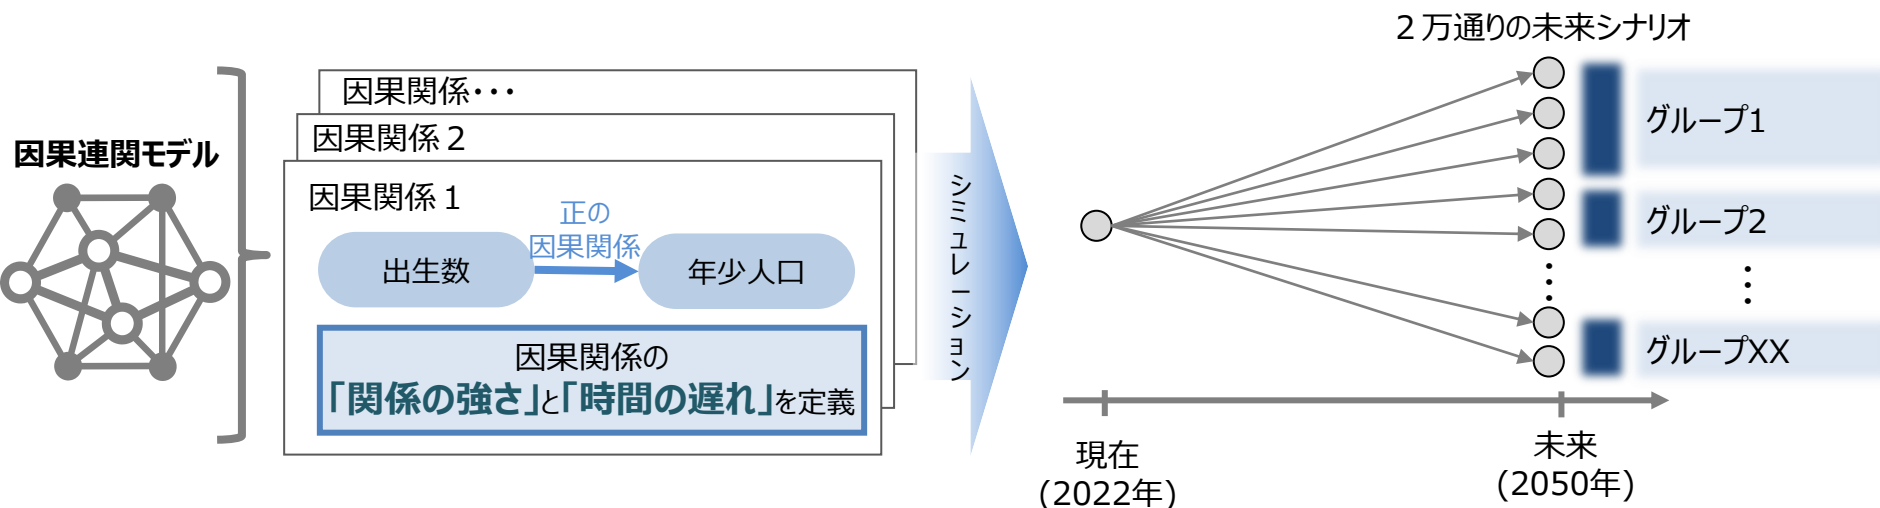 因果連関モデル
因果関係・・・
因果関係２
因果関係１
正の
因果関係
出生数
年少人口
因果関係の
「関係の強さ」と「時間の遅れ」を定義
シミュレーション
２万通りの未来シナリオ
グループ1
グループ2
⋮
⋮
グループXX
現在
(2022年)
未来
(2050年)